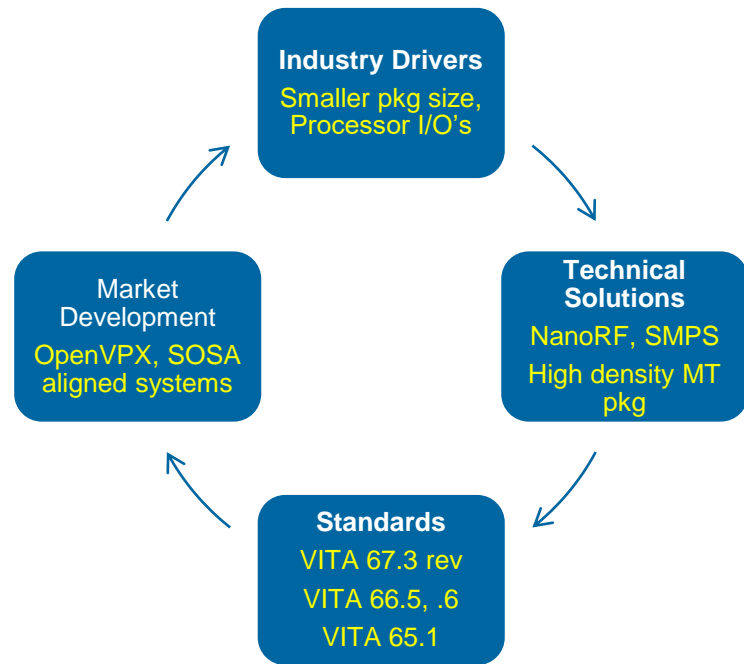 Industry Drivers
Smaller pkg size,
Processor I/O's
Technical
Solutions
NanoRF, SMPS
High density MT
pkg
Standards
VITA 67.3 rev
VITA 66.5, .6
VITA 65.1
Market
Development
OpenVPX, SOSA
aligned systems